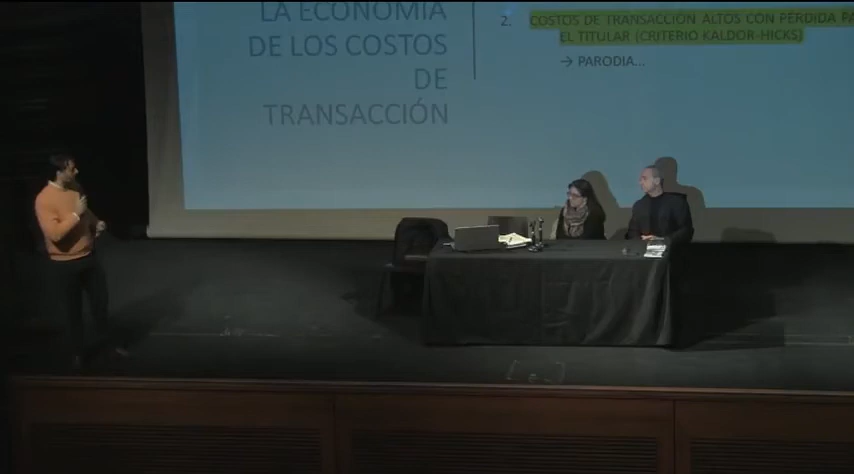 LA ECONOMÍA
DE LOS COSTOS
DE
TRANSACCIÓN
2. COSTOS DE TRANSACCIÓN ALTOS CON PÉRDIDA PA
EL TITULAR (CRITERIO KALDOR-HICKS)
→ PARODIA...